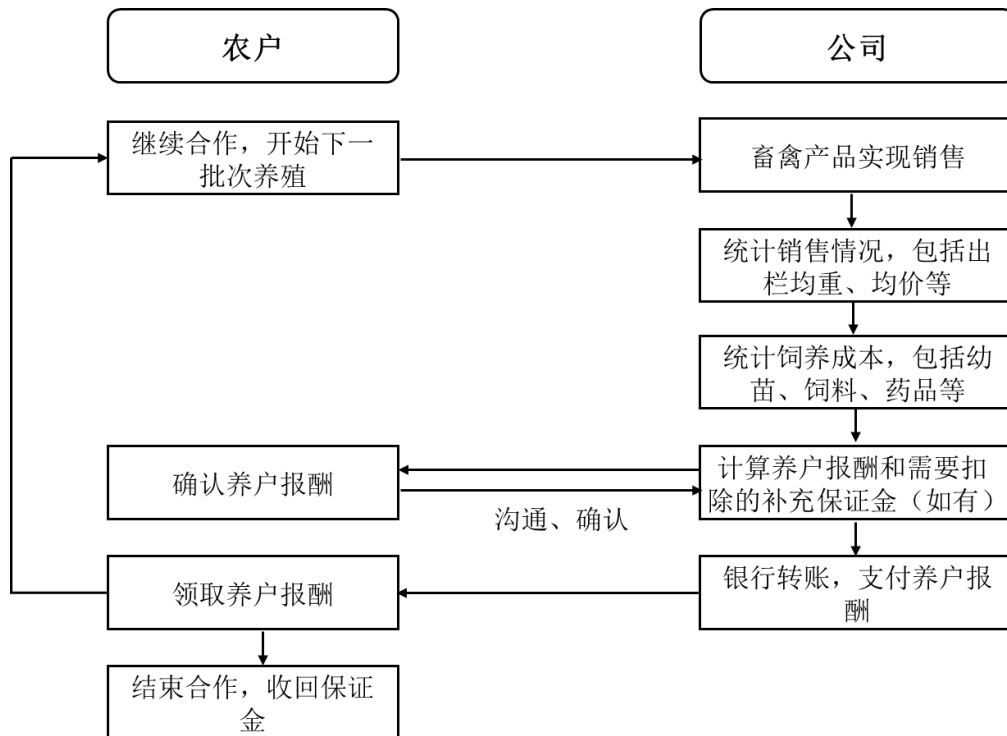 农户
公司
继续合作，开始下一
批次养殖
畜禽产品实现销售
统计销售情况，包括出
栏均重、均价等
统计饲养成本，包括幼
苗、饲料、药品等
确认养户报酬
计算养户报酬和需要扣
除的补充保证金（如有）
沟通、确认
领取养户报酬
银行转账，支付养户报
酬
结束合作，收回保证
金